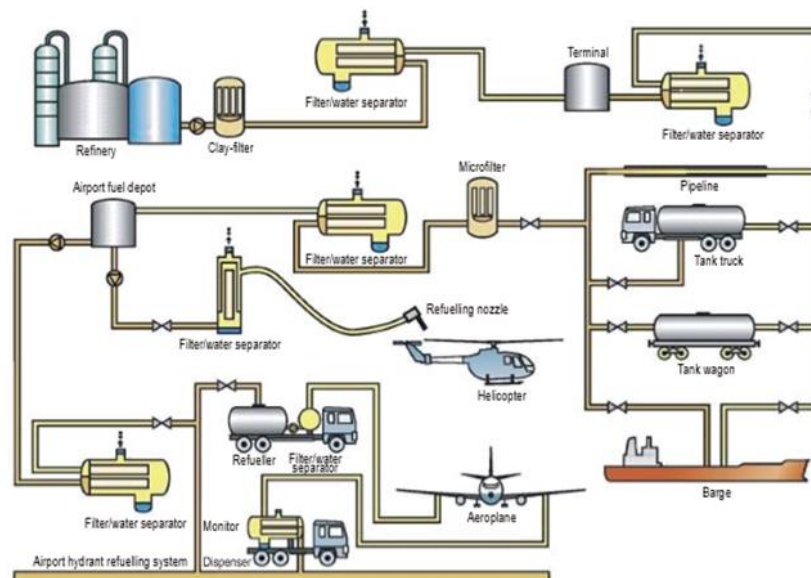 Terminal
Filter/water separator
Filter/water separator
Refinery
Clay-filter
Microfilter
Airport fuel depot
Pipeline
Filter/water separator
Tank truck
Refuelling nozzle
Filter/water separator
Tank wagon
Helicopter
Refueller
Filter/water
separator
Barge
Filter/water separator
Monitor
Aeroplane
Airport hydrant refuelling system
Dispenser